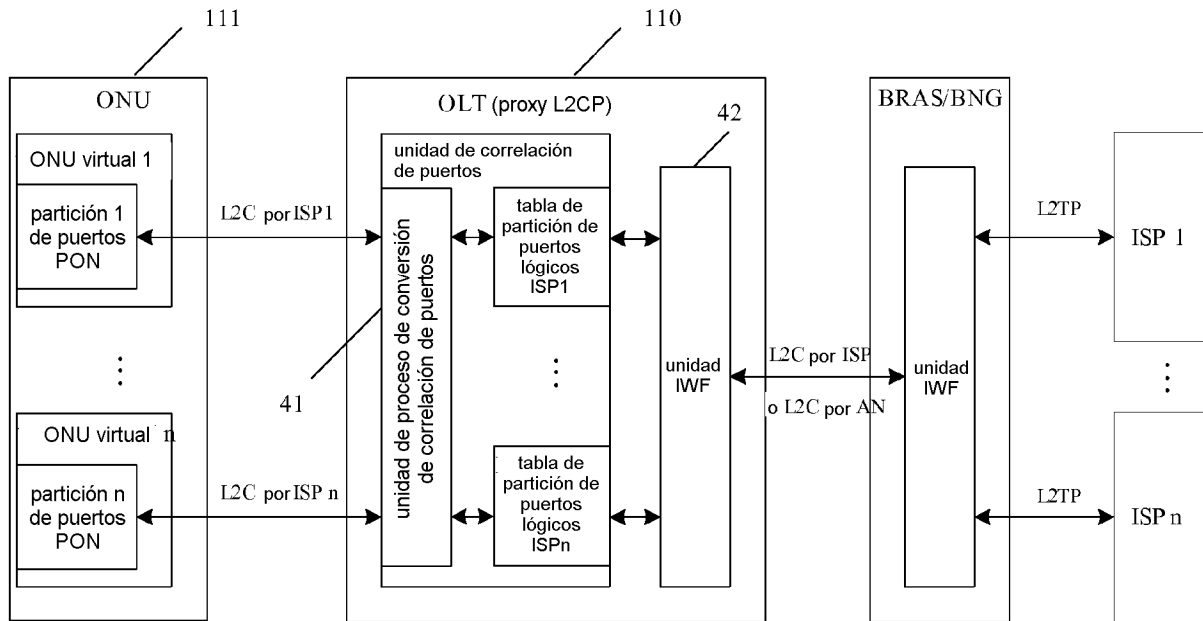 111
110
ONU
OLT (proxy L2CP)
BRAS/BNG
42
ONU virtual 1
unidad de correlación
de puertos
partición 1
de puertos
PON
L2C por ISP1
tabla de
partición de
puertos
lógicos
ISP1
L2TP
ISP 1
unidad de proceso de conversión
de correlación de puertos
41
unidad
IWF
L2C por ISP
o L2C por AN
unidad
IWF
ONU virtual n
partición n
de puertos
PON
L2C por ISP n
tabla de
partición de
puertos
lógicos
ISPn
L2TP
ISP n